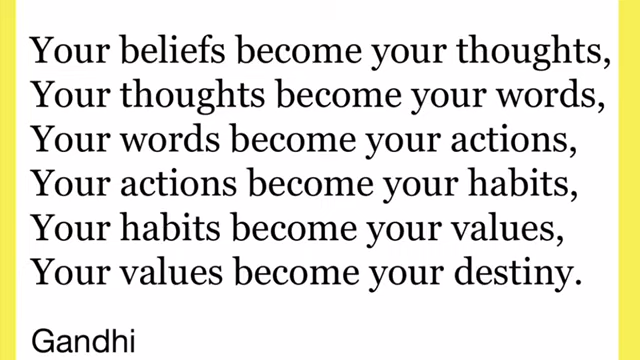 Your beliefs become your thoughts,
Your thoughts become your words,
Your words become your actions,
Your actions become your habits,
Your habits become your values,
Your values become your destiny.
Gandhi